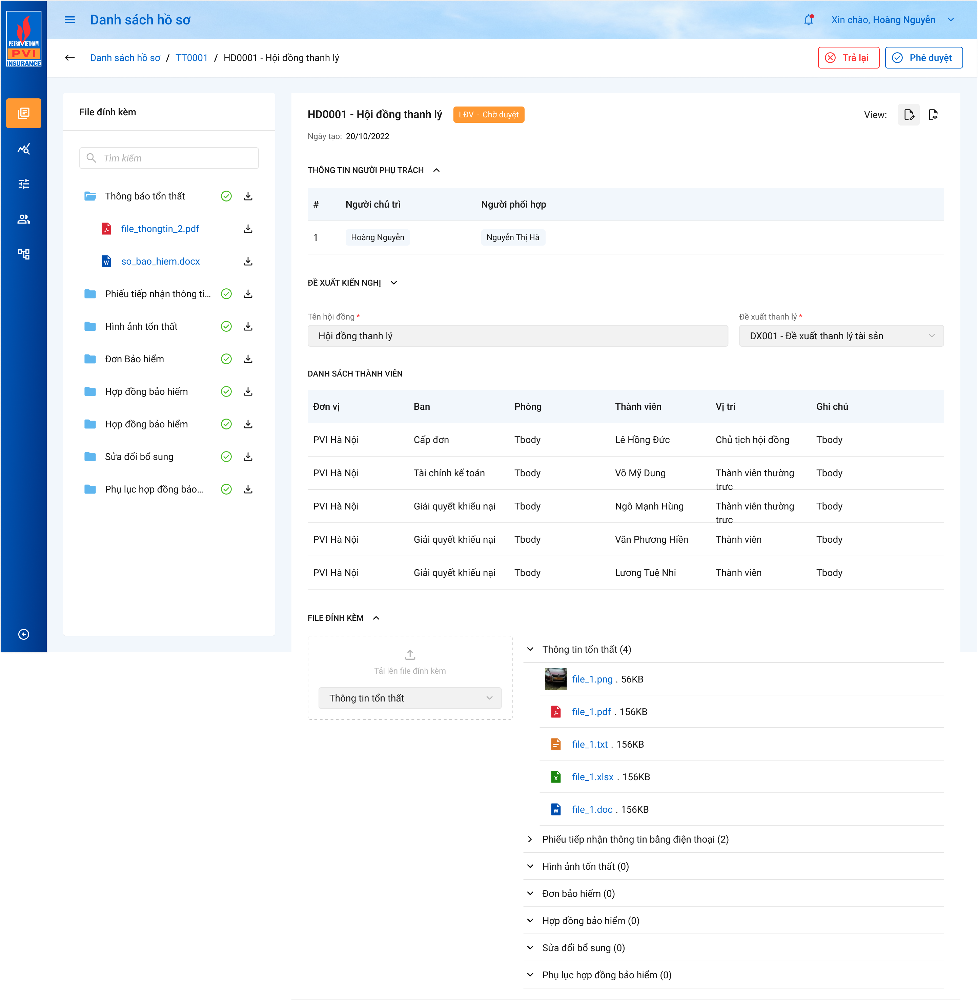 PETROVIETNAM
PVI
INSURANCE
Danh sách hồ sơ
Xin chào, Hoàng Nguyễn
Danh sách hồ sơ / TT0001 / HD0001 - Hội đồng thanh lý
Trả lại
Phê duyệt
File đính kèm
Tìm kiếm
Thông báo tổn thất
file_thongtin_2.pdf
so_bao_hiem.docx
Phiếu tiếp nhận thông ti...
Hình ảnh tổn thất
Đơn Bảo hiểm
Hợp đồng bảo hiểm
Hợp đồng bảo hiểm
Sửa đổi bổ sung
Phụ lục hợp đồng bảo...
HD0001 - Hội đồng thanh lý
LĐV - Chờ duyệt
View:
Ngày tạo: 20/10/2022
THÔNG TIN NGƯỜI PHỤ TRÁCH
# Người chủ trì Người phối hợp
1 Hoàng Nguyễn Nguyễn Thị Hà
ĐỀ XUẤT KIẾN NGHỊ
Tên hội đồng * Đề xuất thanh lý *
Hội đồng thanh lý DX001 - Đề xuất thanh lý tài sản
DANH SÁCH THÀNH VIÊN
Đơn vị Ban Phòng Thành viên Vị trí Ghi chú
PVI Hà Nội Cấp đơn Tbody Lê Hồng Đức Chủ tịch hội đồng Tbody
PVI Hà Nội Tài chính kế toán Tbody Võ Mỹ Dung Thành viên thường Tbody
trực
PVI Hà Nội Giải quyết khiếu nại Tbody Ngô Mạnh Hùng Thành viên thường Tbody
trực
PVI Hà Nội Giải quyết khiếu nại Tbody Văn Phương Hiền Thành viên Tbody
PVI Hà Nội Giải quyết khiếu nại Tbody Lương Tuệ Nhi Thành viên Tbody
FILE ĐÍNH KÈM
Tải lên file đính kèm
Thông tin tổn thất
Thông tin tổn thất (4)
file_1.png . 56KB
file_1.pdf . 156KB
file_1.txt . 156KB
file_1.xlsx . 156KB
file_1.doc . 156KB
Phiếu tiếp nhận thông tin bằng điện thoại (2)
Hình ảnh tổn thất (0)
Đơn bảo hiểm (0)
Hợp đồng bảo hiểm (0)
Sửa đổi bổ sung (0)
Phụ lục hợp đồng bảo hiểm (0)